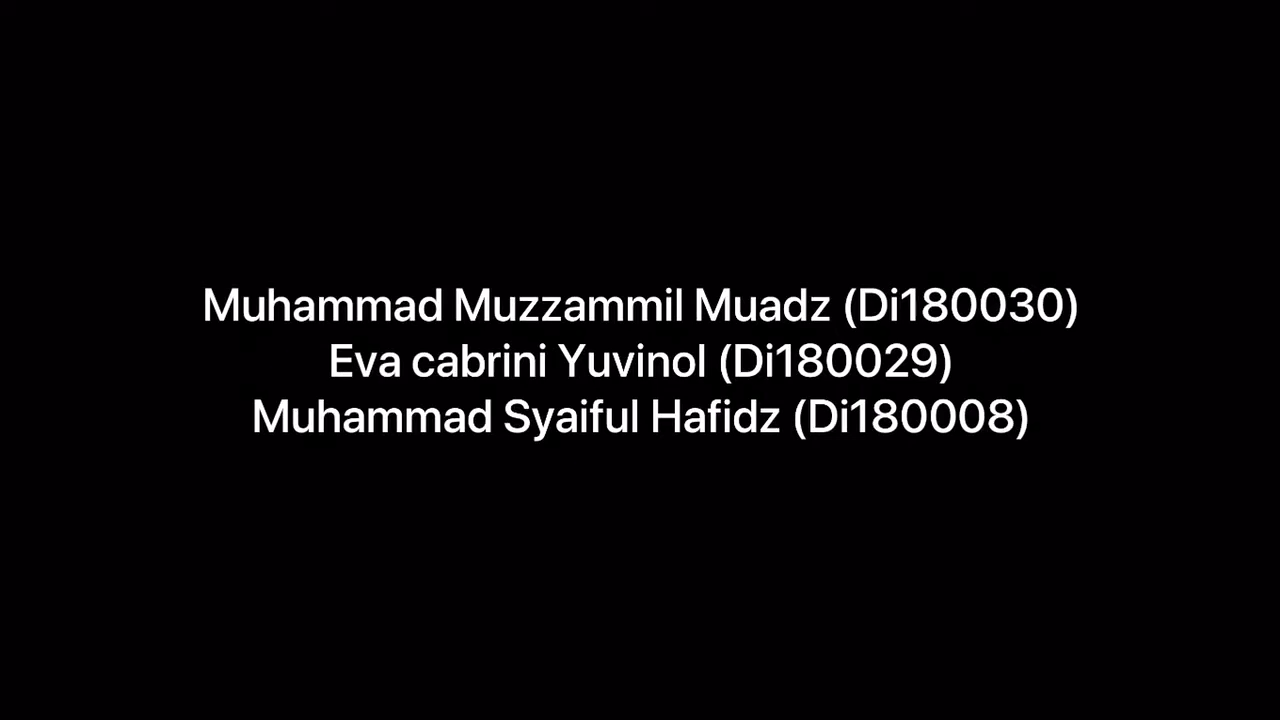 Muhammad Muzzammil Muadz (Di180030)
Eva cabrini Yuvinol (Di180029)
Muhammad Syaiful Hafidz (Di180008)